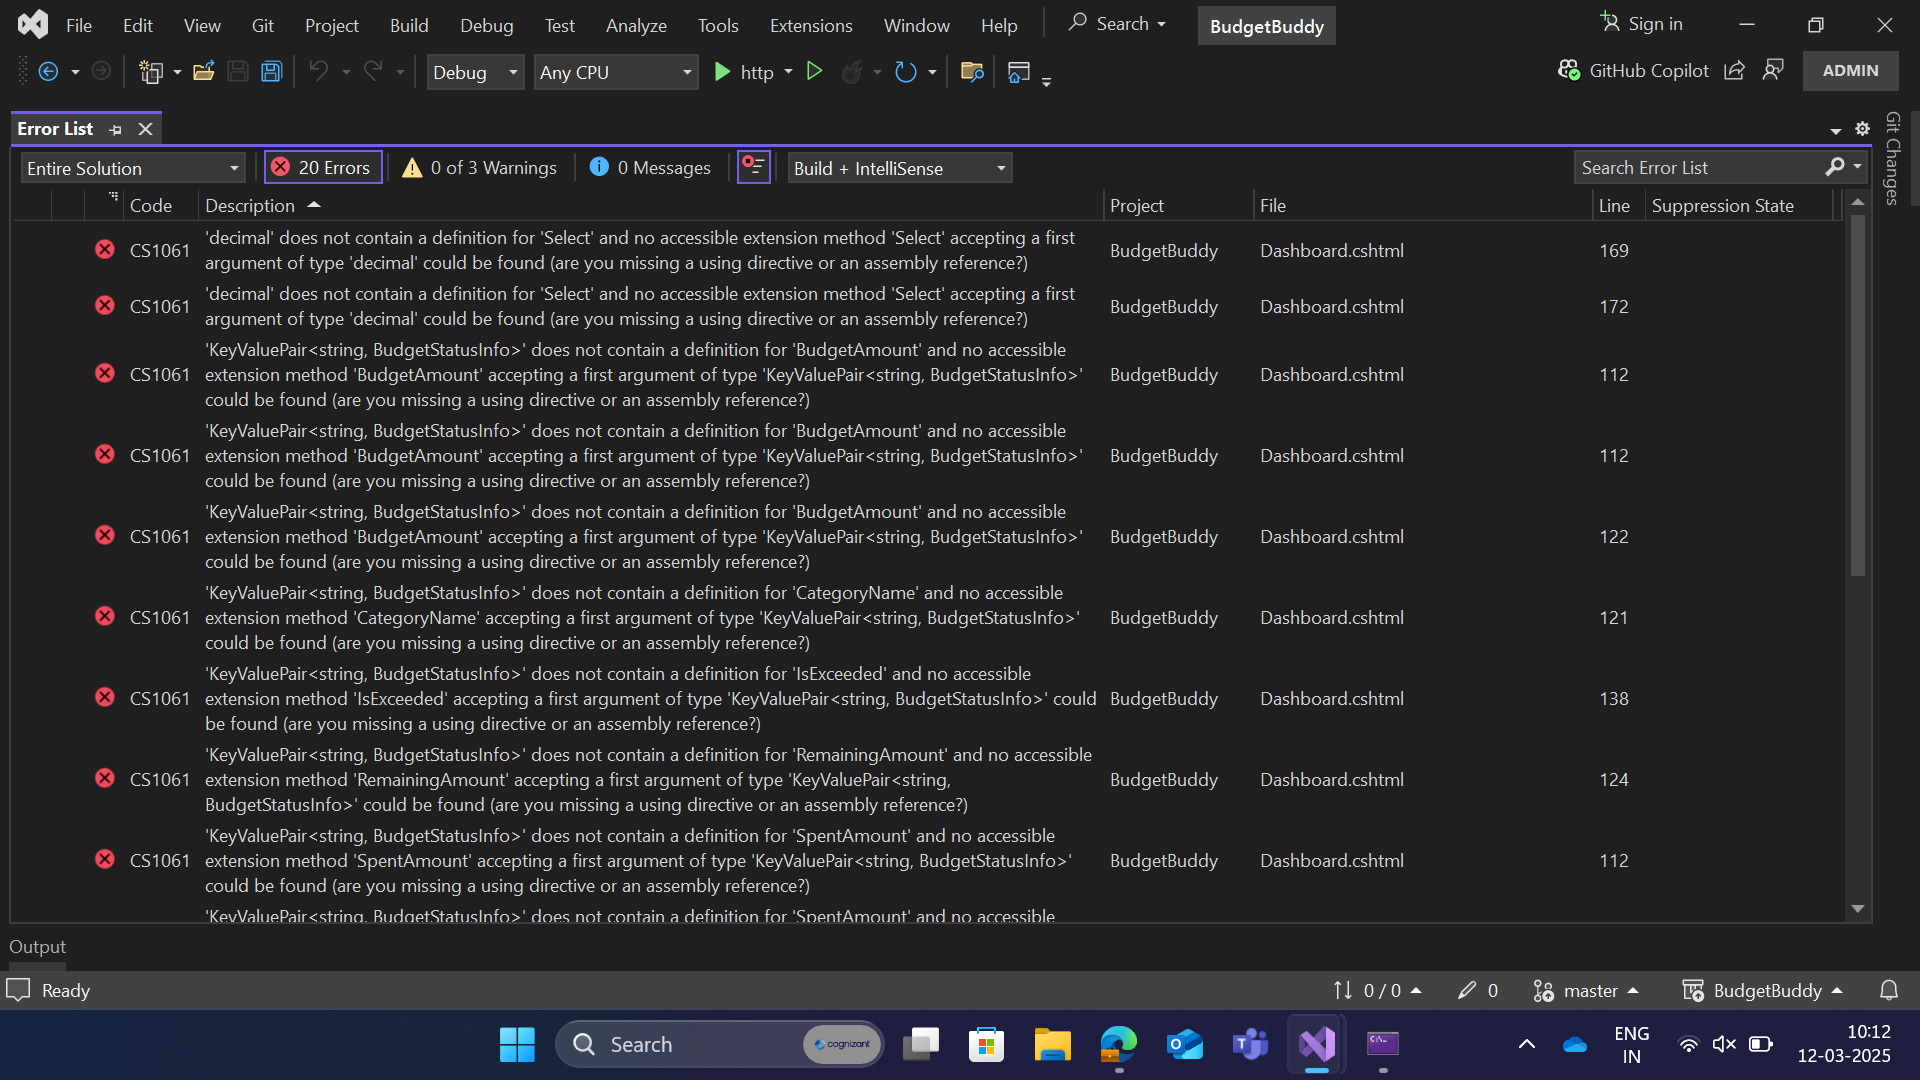 File Edit View Git Project Build Debug Test Analyze Tools Extensions Window Help Search BudgetBuddy Sign in
Debug Any CPU http GitHub Copilot ADMIN
Error List
Git Changes
Entire Solution 20 Errors 0 of 3 Warnings 0 Messages Build + IntelliSense Search Error List
Code Description Project File Line Suppression State
CS1061 'decimal' does not contain a definition for 'Select' and no accessible extension method 'Select' accepting a first
argument of type 'decimal' could be found (are you missing a using directive or an assembly reference?) BudgetBuddy Dashboard.cshtml 169
CS1061 'decimal' does not contain a definition for 'Select' and no accessible extension method 'Select' accepting a first
argument of type 'decimal' could be found (are you missing a using directive or an assembly reference?) BudgetBuddy Dashboard.cshtml 172
'KeyValuePair<string, BudgetStatusInfo>' does not contain a definition for 'BudgetAmount' and no accessible
CS1061 extension method 'BudgetAmount' accepting a first argument of type 'KeyValuePair<string, BudgetStatusInfo>' BudgetBuddy Dashboard.cshtml 112
could be found (are you missing a using directive or an assembly reference?)
'KeyValuePair<string, BudgetStatusInfo>' does not contain a definition for 'BudgetAmount' and no accessible
CS1061 extension method 'BudgetAmount' accepting a first argument of type 'KeyValuePair<string, BudgetStatusInfo>' BudgetBuddy Dashboard.cshtml 112
could be found (are you missing a using directive or an assembly reference?)
'KeyValuePair<string, BudgetStatusInfo>' does not contain a definition for 'BudgetAmount' and no accessible
CS1061 extension method 'BudgetAmount' accepting a first argument of type 'KeyValuePair<string, BudgetStatusInfo>' BudgetBuddy Dashboard.cshtml 122
could be found (are you missing a using directive or an assembly reference?)
'KeyValuePair<string, BudgetStatusInfo>' does not contain a definition for 'CategoryName' and no accessible
CS1061 extension method 'CategoryName' accepting a first argument of type 'KeyValuePair<string, BudgetStatusInfo>' BudgetBuddy Dashboard.cshtml 121
could be found (are you missing a using directive or an assembly reference?)
'KeyValuePair<string, BudgetStatusInfo>' does not contain a definition for 'IsExceeded' and no accessible
CS1061 extension method 'IsExceeded' accepting a first argument of type 'KeyValuePair<string, BudgetStatusInfo>' could BudgetBuddy Dashboard.cshtml 138
be found (are you missing a using directive or an assembly reference?)
'KeyValuePair<string, BudgetStatusInfo>' does not contain a definition for 'RemainingAmount' and no accessible
CS1061 extension method 'RemainingAmount' accepting a first argument of type 'KeyValuePair<string, BudgetBuddy Dashboard.cshtml 124
BudgetStatusInfo>' could be found (are you missing a using directive or an assembly reference?)
'KeyValuePair<string, BudgetStatusInfo>' does not contain a definition for 'SpentAmount' and no accessible
CS1061 extension method 'SpentAmount' accepting a first argument of type 'KeyValuePair<string, BudgetStatusInfo>' BudgetBuddy Dashboard.cshtml 112
could be found (are you missing a using directive or an assembly reference?)
'KeyValuePair<string, BudgetStatusInfo>' does not contain a definition for 'SpentAmount' and no accessible
Output
Ready 0 / 0 0 master BudgetBuddy
Search cognizant ENG 10:12
IN 12-03-2025